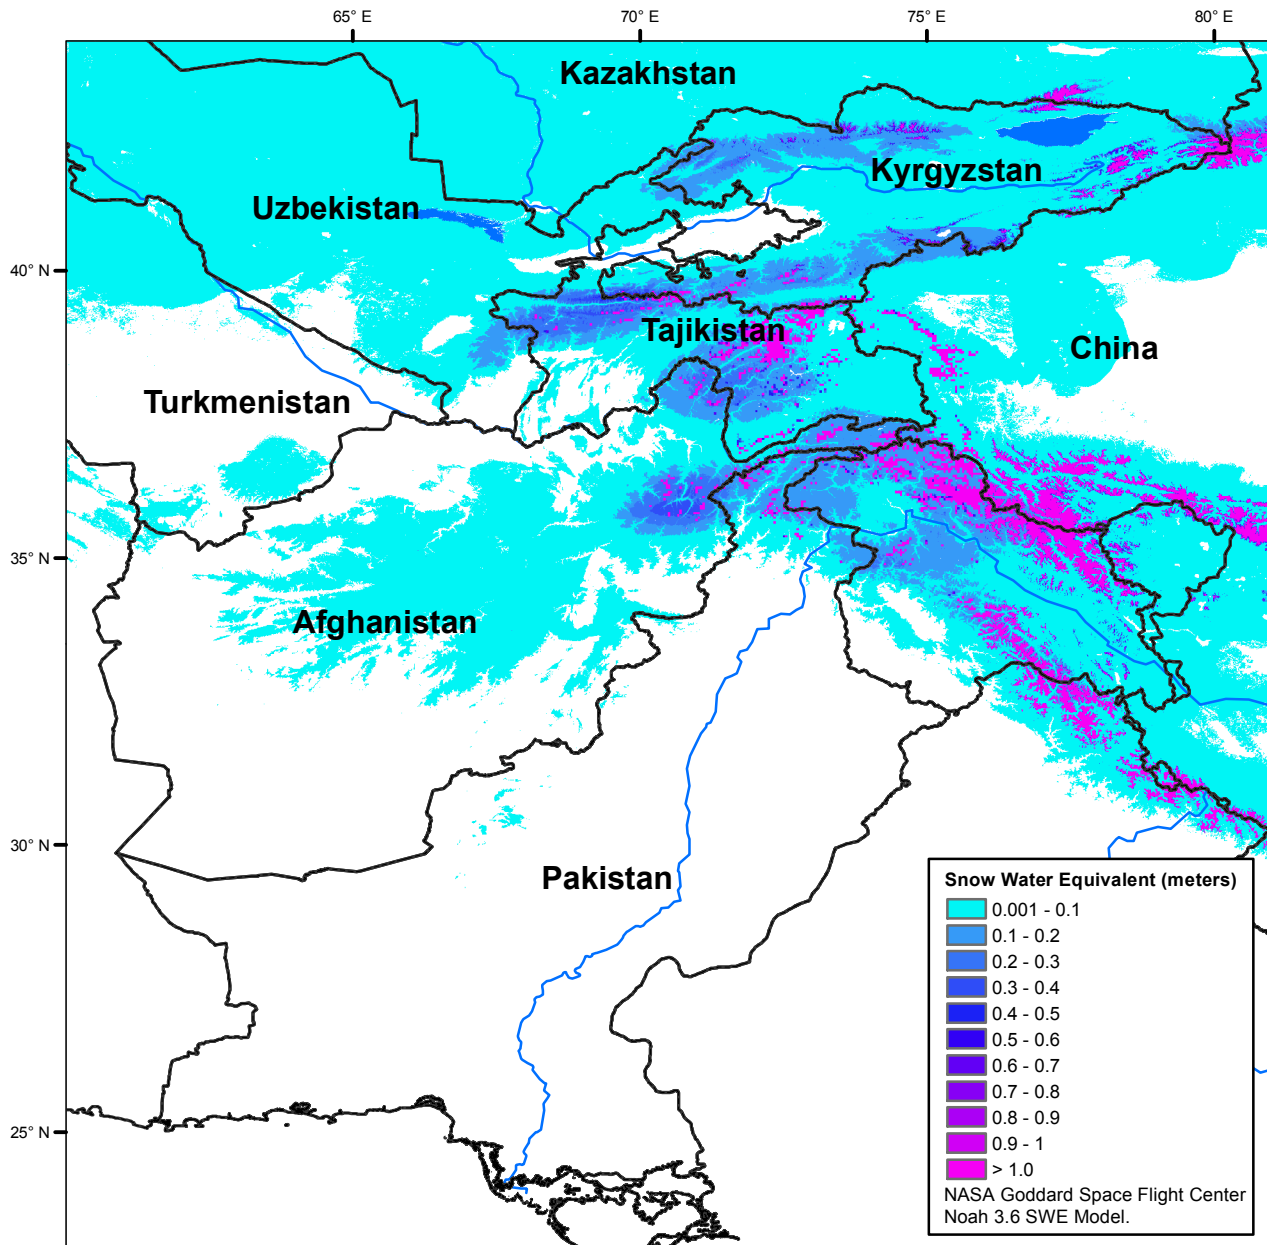 65° E
70° E
75° E
80° E
Kazakhstan
Kyrgyzstan
Uzbekistan
40° N
Tajikistan
China
Turkmenistan
35° N
Afghanistan
30° N
Pakistan
25° N
Snow Water Equivalent (meters)
0.001 - 0.1
0.1 - 0.2
0.2 - 0.3
0.3 - 0.4
0.4 - 0.5
0.5 - 0.6
0.6 - 0.7
0.7 - 0.8
0.8 - 0.9
0.9 - 1
> 1.0
NASA Goddard Space Flight Center
Noah 3.6 SWE Model.